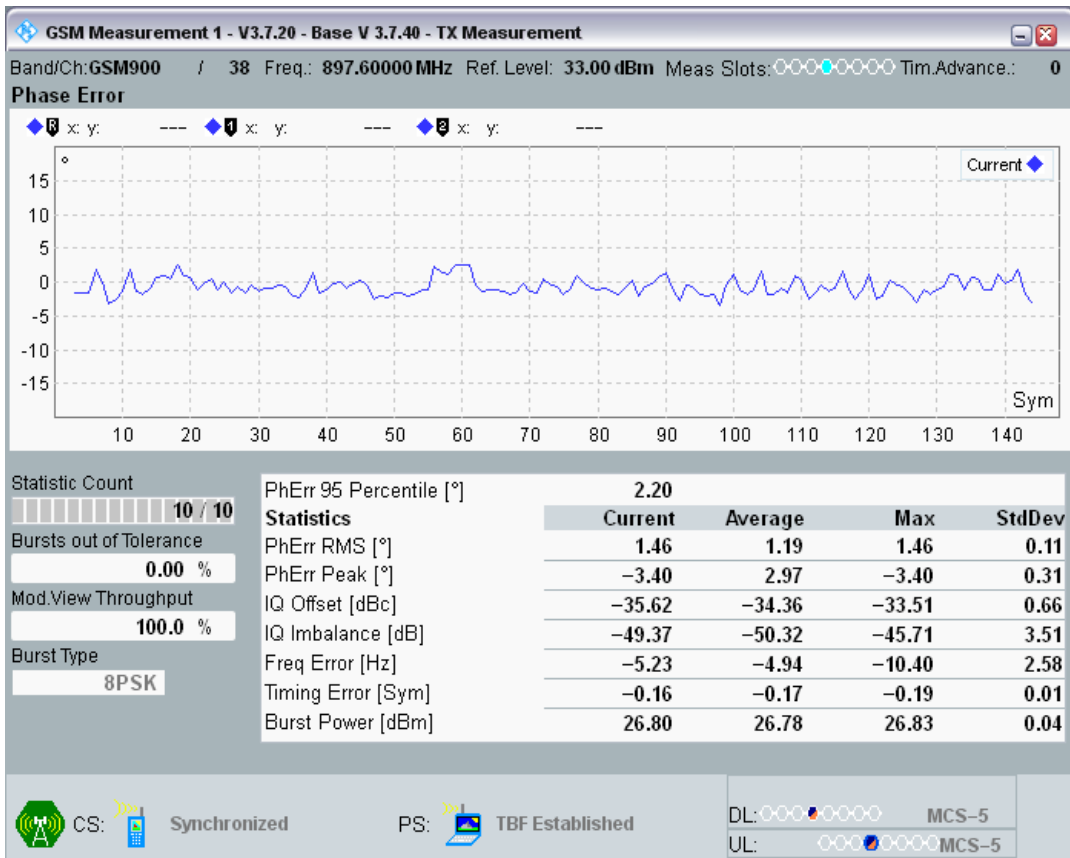 GSM Measurement 1 - V3.7.20 - Base V 3.7.40 - TX Measurement
Band/Ch:GSM900 / 38 Freq.: 897.60000 MHz Ref. Level: 33.00 dBm Meas Slots: Tim.Advance.: 0
Phase Error
R x: y: --- 1 x: y: --- 2 x: y: ---
° Current
15
10
5
0
-5
-10
-15
Sym
10 20 30 40 50 60 70 80 90 100 110 120 130 140
Statistic Count
10 / 10
Bursts out of Tolerance
0.00 %
Mod.View Throughput
100.0 %
Burst Type
8PSK
PhErr 95 Percentile [°] 2.20
Statistics Current Average Max StdDev
PhErr RMS [°] 1.46 1.19 1.46 0.11
PhErr Peak [°] −3.40 2.97 −3.40 0.31
IQ Offset [dBc] −35.62 −34.36 −33.51 0.66
IQ Imbalance [dB] −49.37 −50.32 −45.71 3.51
Freq Error [Hz] −5.23 −4.94 −10.40 2.58
Timing Error [Sym] −0.16 −0.17 −0.19 0.01
Burst Power [dBm] 26.80 26.78 26.83 0.04
CS: Synchronized PS: TBF Established
DL: MCS−5
UL: MCS−5